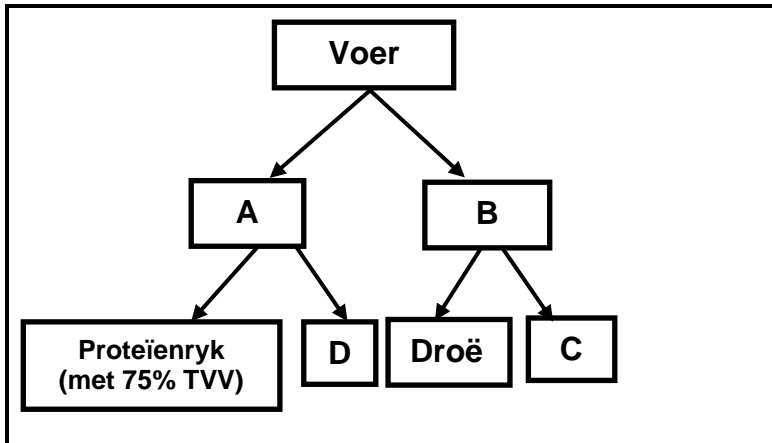 Voer
A
B
Proteïenryk
(met 75% TVV)
D
Droë
C